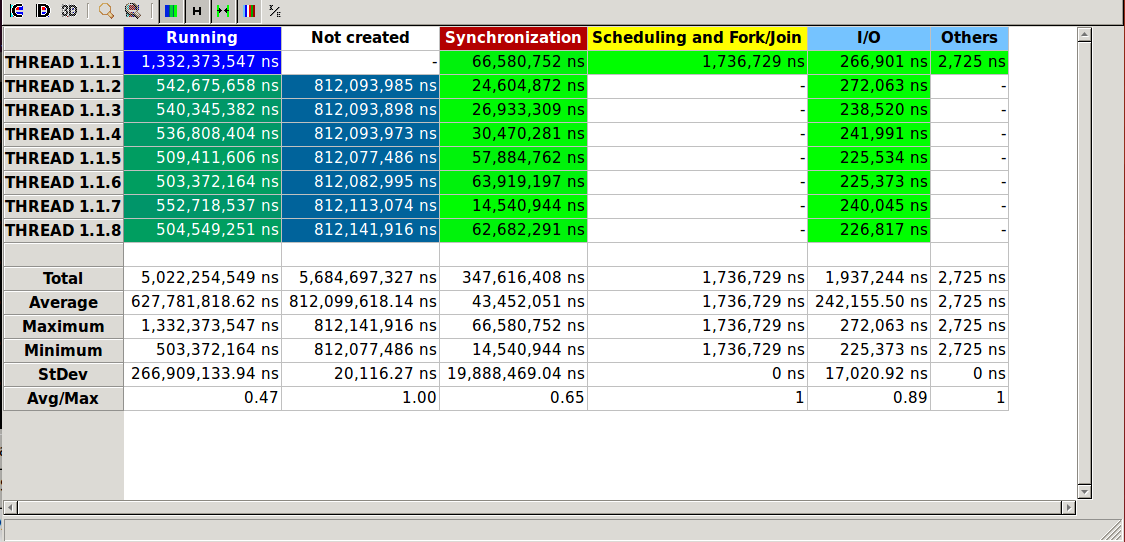 3D
H
Running Not created Synchronization Scheduling and Fork/Join I/O Others
THREAD 1.1.1 1,332,373,547 ns - 66,580,752 ns 1,736,729 ns 266,901 ns 2,725 ns
THREAD 1.1.2 542,675,658 ns 812,093,985 ns 24,604,872 ns - 272,063 ns -
THREAD 1.1.3 540,345,382 ns 812,093,898 ns 26,933,309 ns - 238,520 ns -
THREAD 1.1.4 536,808,404 ns 812,093,973 ns 30,470,281 ns - 241,991 ns -
THREAD 1.1.5 509,411,606 ns 812,077,486 ns 57,884,762 ns - 225,534 ns -
THREAD 1.1.6 503,372,164 ns 812,082,995 ns 63,919,197 ns - 225,373 ns -
THREAD 1.1.7 552,718,537 ns 812,113,074 ns 14,540,944 ns - 240,045 ns -
THREAD 1.1.8 504,549,251 ns 812,141,916 ns 62,682,291 ns - 226,817 ns -
Total 5,022,254,549 ns 5,684,697,327 ns 347,616,408 ns 1,736,729 ns 1,937,244 ns 2,725 ns
Average 627,781,818.62 ns 812,099,618.14 ns 43,452,051 ns 1,736,729 ns 242,155.50 ns 2,725 ns
Maximum 1,332,373,547 ns 812,141,916 ns 66,580,752 ns 1,736,729 ns 272,063 ns 2,725 ns
Minimum 503,372,164 ns 812,077,486 ns 14,540,944 ns 1,736,729 ns 225,373 ns 2,725 ns
StDev 266,909,133.94 ns 20,116.27 ns 19,888,469.04 ns 0 ns 17,020.92 ns 0 ns
Avg/Max 0.47 1.00 0.65 1 0.89 1